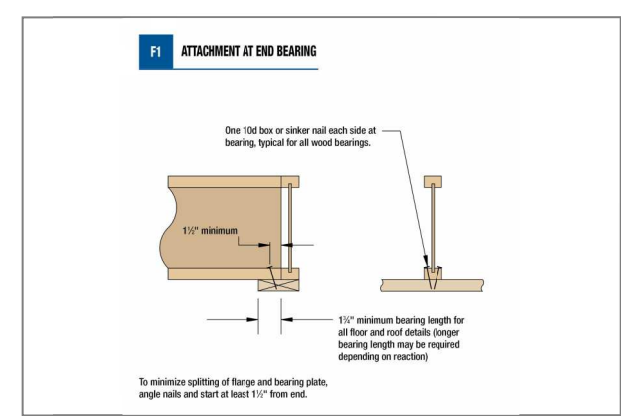 F1 ATTACHMENT AT END BEARING
One 10d box or sinker nail each side at
bearing, typical for all wood bearings.
1½" minimum
1¾" minimum bearing length for
all floor and roof details (longer
bearing length may be required
depending on reaction)
To minimize splitting of flange and bearing plate,
angle nails and start at least 1½" from end.